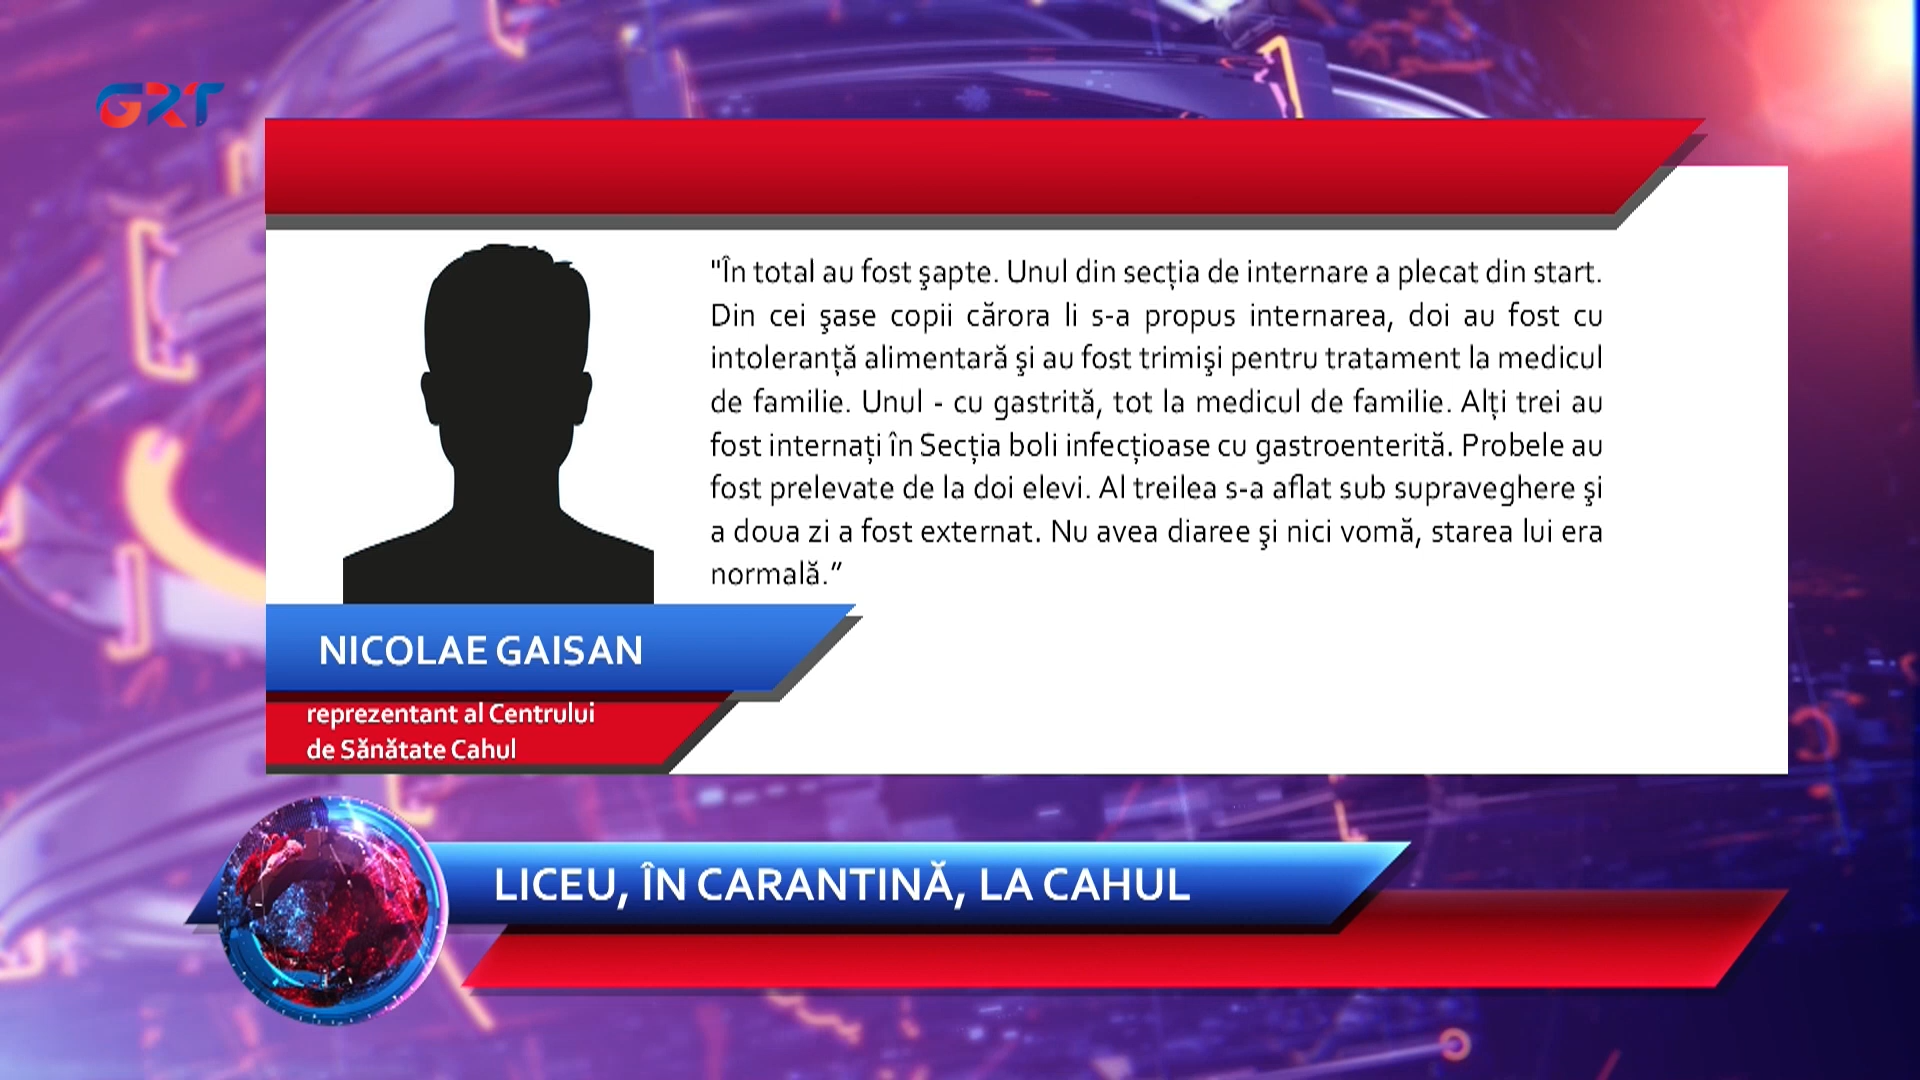 GRT
"În total au fost şapte. Unul din secția de internare a plecat din start.
Din cei şase copii cărora li s-a propus internarea, doi au fost cu
intoleranță alimentară şi au fost trimişi pentru tratament la medicul
de familie. Unul - cu gastrită, tot la medicul de familie. Alți trei au
fost internați în Secția boli infecțioase cu gastroenterită. Probele au
fost prelevate de la doi elevi. Al treilea s-a aflat sub supraveghere şi
a doua zi a fost externat. Nu avea diaree şi nici vomă, starea lui era
normală.”
NICOLAE GAISAN
reprezentant al Centrului
de Sănătate Cahul
LICEU, ÎN CARANTINĂ, LA CAHUL